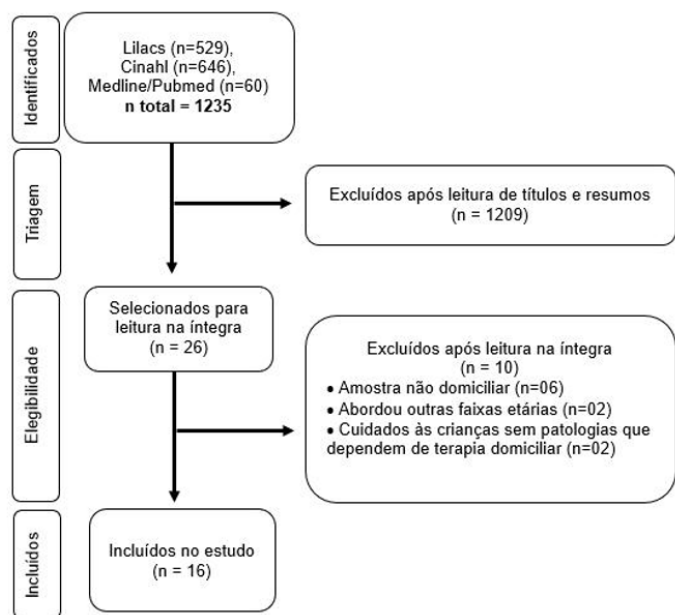 Identificados
Lilacs (n=529),
Cinahl (n=646),
Medline/Pubmed (n=60)
n total = 1235
Triagem
Excluídos após leitura de títulos e resumos
(n = 1209)
Elegibilidade
Selecionados para
leitura na íntegra
(n = 26)
Excluídos após leitura na íntegra
(n = 10)
• Amostra não domiciliar (n=06)
• Abordou outras faixas etárias (n=02)
• Cuidados às crianças sem patologias que
dependem de terapia domiciliar (n=02)
Incluídos
Incluídos no estudo
(n = 16)